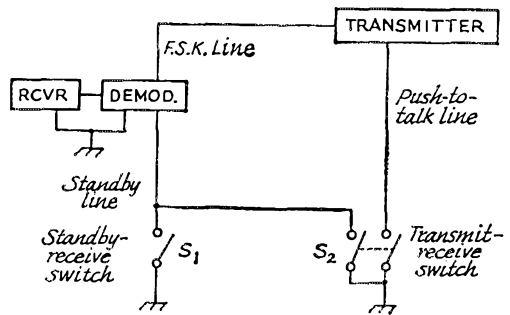 TRANSMITTER
F.S.K. Line
RCVR
DEMOD.
Push-to-
talk line
Standby
line
Standby-
receive
switch
S1
S2
Transmit-
receive
switch